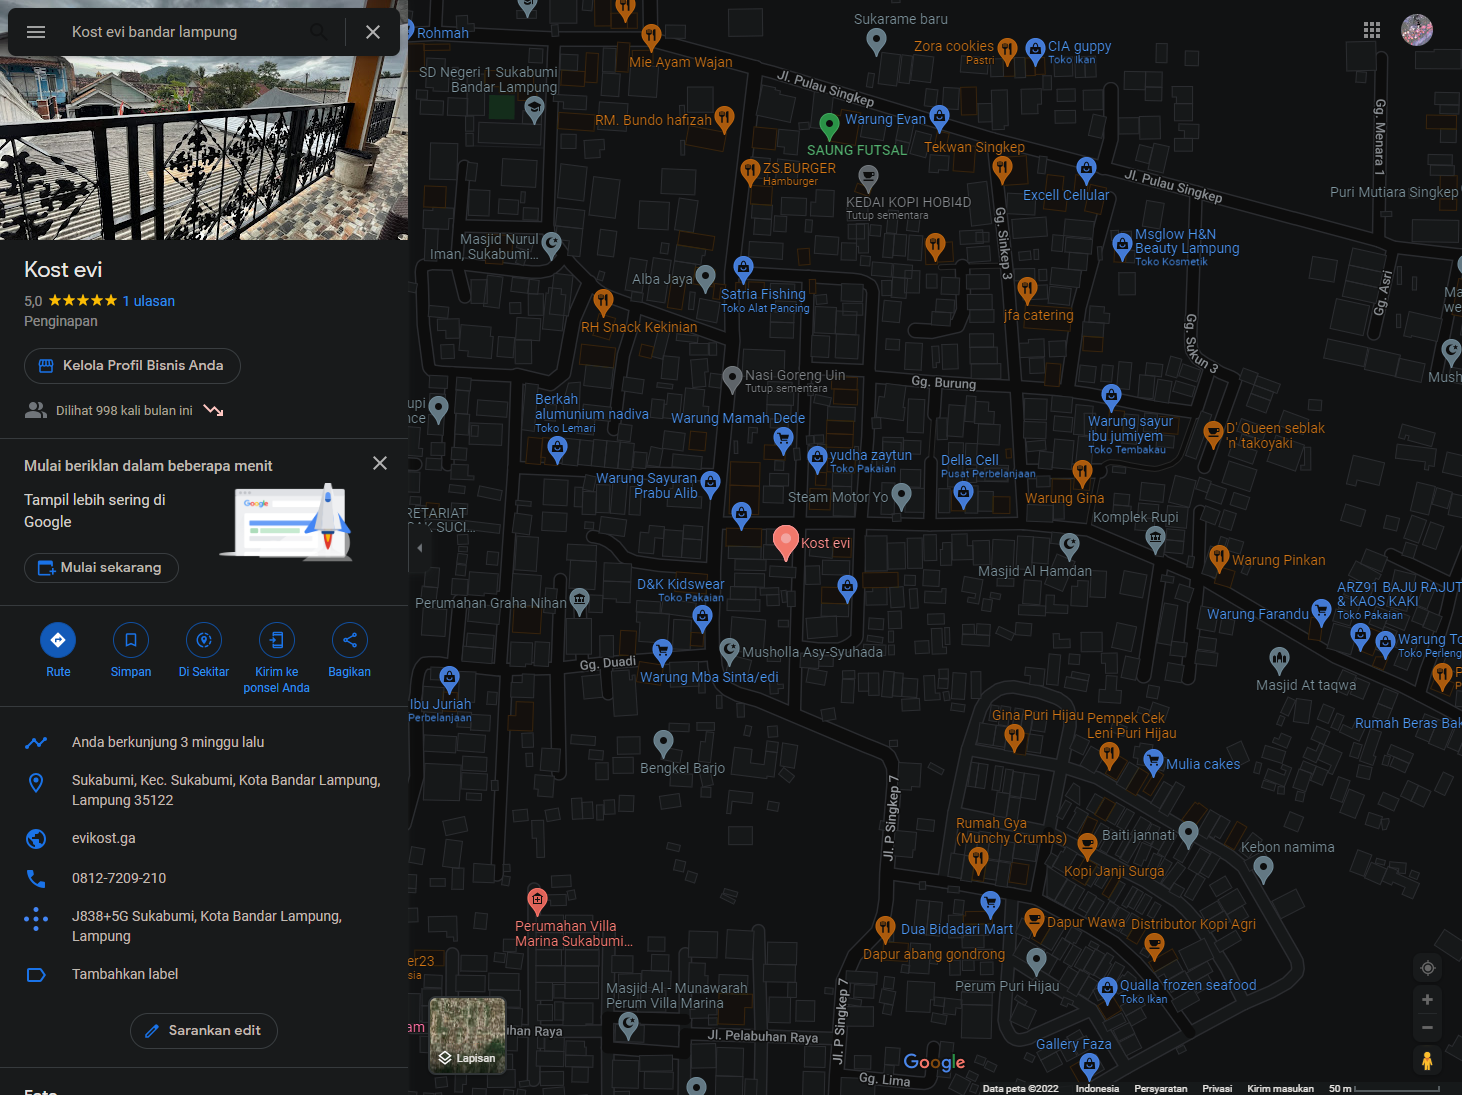 Kost evi bandar lampung
Kost evi
5,0
1 ulasan
Penginapan
Kelola Profil Bisnis Anda
Dilihat 998 kali bulan ini
Mulai beriklan dalam beberapa menit
Tampil lebih sering di
Google
Google
Mulai sekarang
Rute
Simpan
Di Sekitar
Kirim ke
ponsel Anda
Bagikan
Anda berkunjung 3 minggu lalu
Sukabumi, Kec. Sukabumi, Kota Bandar Lampung,
Lampung 35122
evikost.ga
0812-7209-210
J838+5G Sukabumi, Kota Bandar Lampung,
Lampung
Tambahkan label
Sarankan edit
Rohmah
Mie Ayam Wajan
Sukarame baru
Zora cookies
Pastri
CIA guppy
Toko Ikan
SD Negeri 1 Sukabumi
Bandar Lampung
Jl. Pulau Singkep
RM. Bundo hafizah
Warung Evan
SAUNG FUTSAL
Tekwan Singkep
Gg. Menara 1
ZS.BURGER
Hamburger
KEDAI KOPI HOBI4D
Tutup sementara
Excell Cellular
Jl. Pulau Singkep
Puri Mutiara Singkep
Masjid Nurul
Iman, Sukabumi...
Gg. Sinkep 3
Msglow H&N
Beauty Lampung
Toko Kosmetik
Alba Jaya
Satria Fishing
Toko Alat Pancing
Gg. Asri
RH Snack Kekinian
jfa catering
Gg. Sukun 3
Nasi Goreng Uin
Tutup sementara
Gg. Burung
Berkah
alumunium nadiva
Toko Lemari
Warung Mamah Dede
Warung sayur
ibu jumiyem
Toko Tembakau
D' Queen seblak
'n' takoyaki
yudha zaytun
Toko Pakaian
Della Cell
Pusat Perbelanjaan
Warung Sayuran
Prabu Alib
Steam Motor Yo
Warung Gina
RETARIAT
Komplek Rupi
Kost evi
Masjid Al Hamdan
Warung Pinkan
D&K Kidswear
Toko Pakaian
Perumahan Graha Nihan
ARZ91 BAJU RAJUT
& KAOS KAKI
Toko Pakaian
Warung Farandu
Musholla Asy-Syuhada
Gg. Duadi
Warung Mba Sinta/edi
Masjid At taqwa
Ibu Juriah
Perbelanjaan
Gina Puri Hijau
Pempek Cek
Leni Puri Hijau
Rumah Beras Bak
Bengkel Barjo
Mulia cakes
Jl. P Singkep 7
Rumah Gya
(Munchy Crumbs)
Baiti jannati
Kebon namima
Kopi Janji Surga
Perumahan Villa
Marina Sukabumi...
Dua Bidadari Mart
Dapur Wawa
Distributor Kopi Agri
Dapur abang gondrong
Perum Puri Hijau
Qualla frozen seafood
Toko Ikan
Masjid Al - Munawarah
Perum Villa Marina
Jl. P Singkep 7
Jl. Pelabuhan Raya
Lapisan
Gallery Faza
Google
Gg. Lima
Data peta ©2022
Indonesia
Persyaratan
Privasi
Kirim masukan
50 m